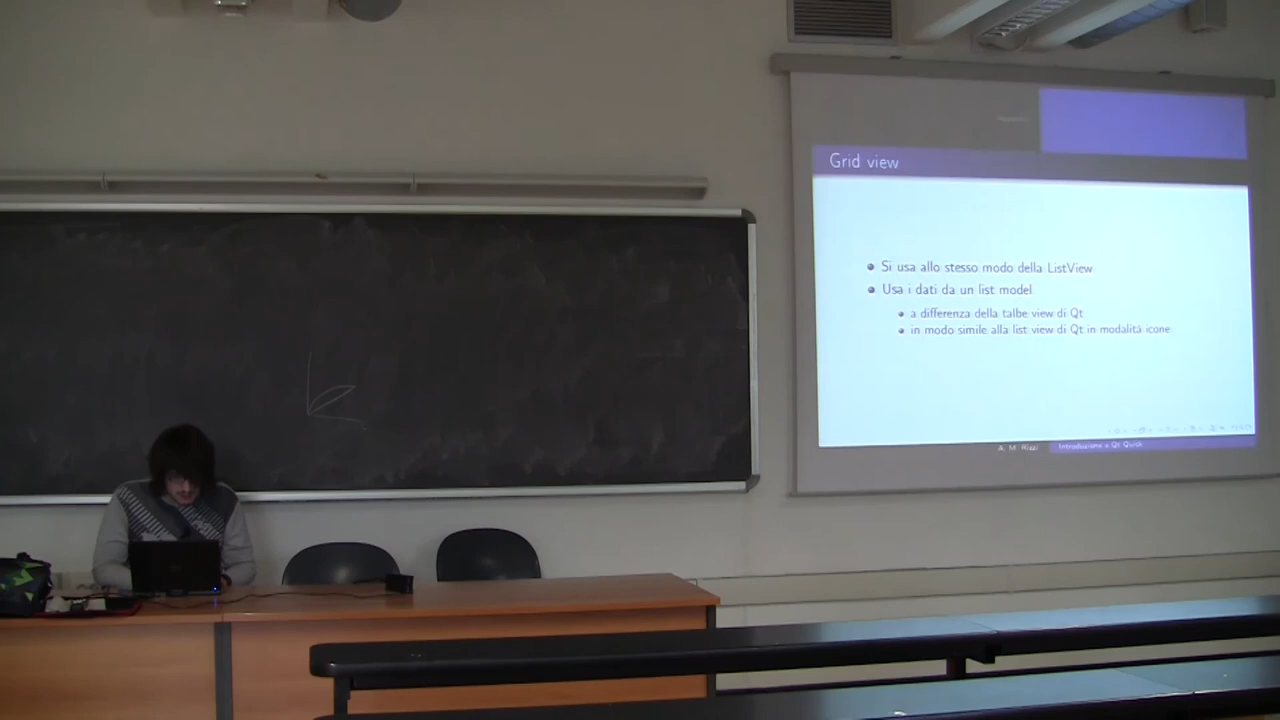 Grid view
Si usa allo stesso modo della ListView
Usa i dati da un list model
a differenza della talbe view di Qt
in modo simile alla list view di Qt in modalità icone
A. M. Rizzi
Introduzione a Qt Quick